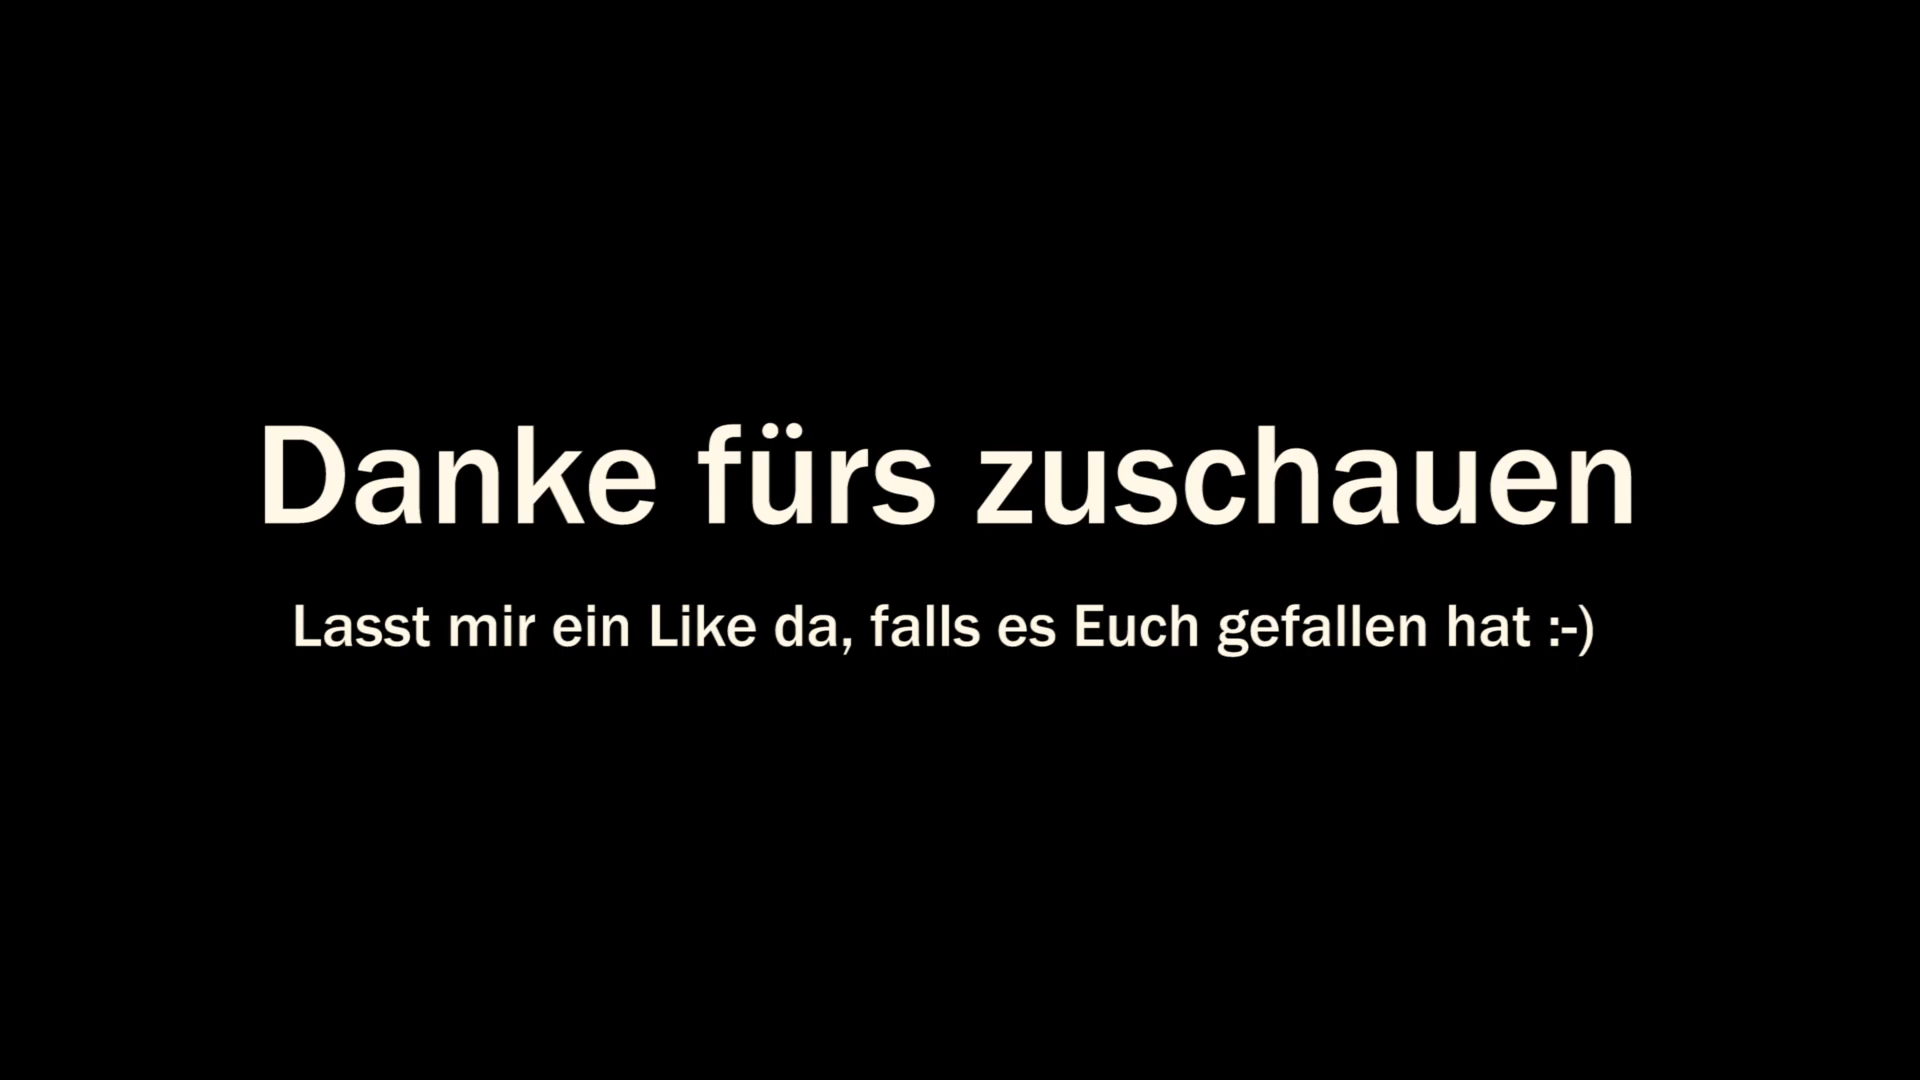 Danke fürs zuschauen
Lasst mir ein Like da, falls es Euch gefallen hat :-)